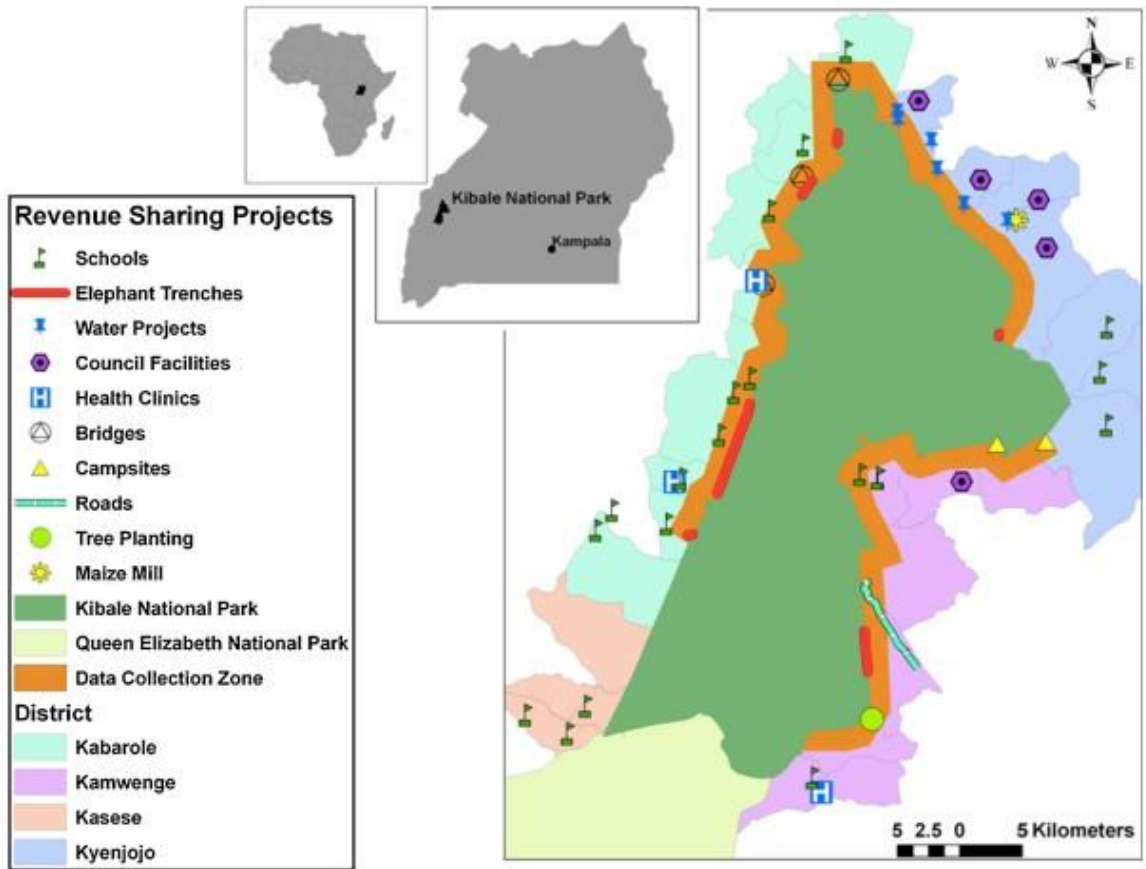 Kibale National Park
Kampala
N
W E
S
Revenue Sharing Projects
Schools
Elephant Trenches
Water Projects
Council Facilities
H Health Clinics
Bridges
Campsites
Roads
Tree Planting
Maize Mill
Kibale National Park
Queen Elizabeth National Park
Data Collection Zone
District
Kabarole
Kamwenge
Kasese
Kyenjojo
H
H
H
5 2.5 0 5 Kilometers